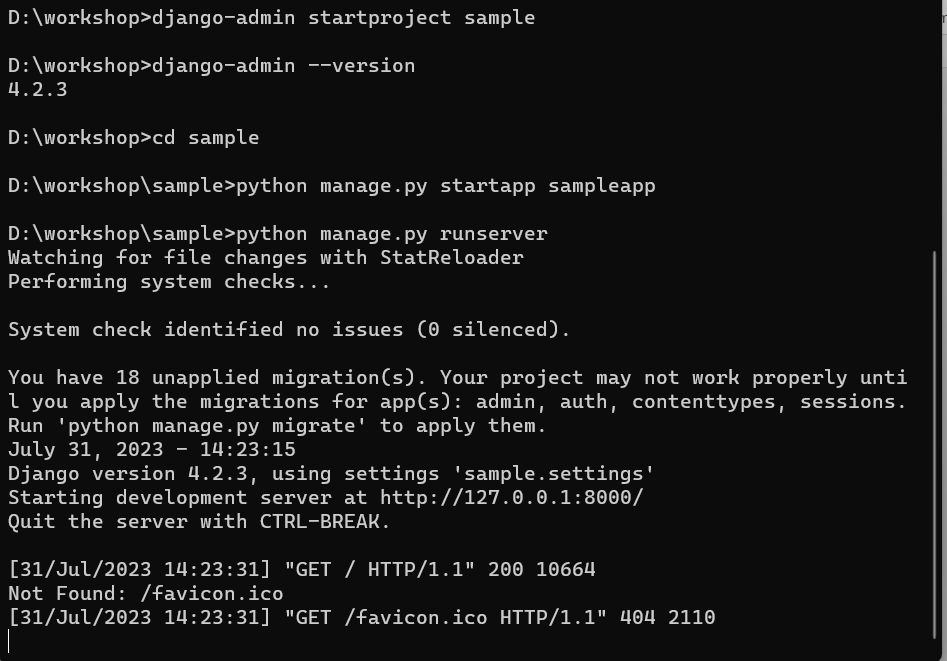 D:\workshop>django-admin startproject sample
D:\workshop>django-admin --version
4.2.3
D:\workshop>cd sample
D:\workshop\sample>python manage.py startapp sampleapp
D:\workshop\sample>python manage.py runserver
Watching for file changes with StatReloader
Performing system checks...
System check identified no issues (0 silenced).
You have 18 unapplied migration(s). Your project may not work properly unti
l you apply the migrations for app(s): admin, auth, contenttypes, sessions.
Run 'python manage.py migrate' to apply them.
July 31, 2023 - 14:23:15
Django version 4.2.3, using settings 'sample.settings'
Starting development server at http://127.0.0.1:8000/
Quit the server with CTRL-BREAK.
[31/Jul/2023 14:23:31] "GET / HTTP/1.1" 200 10664
Not Found: /favicon.ico
[31/Jul/2023 14:23:31] "GET /favicon.ico HTTP/1.1" 404 2110